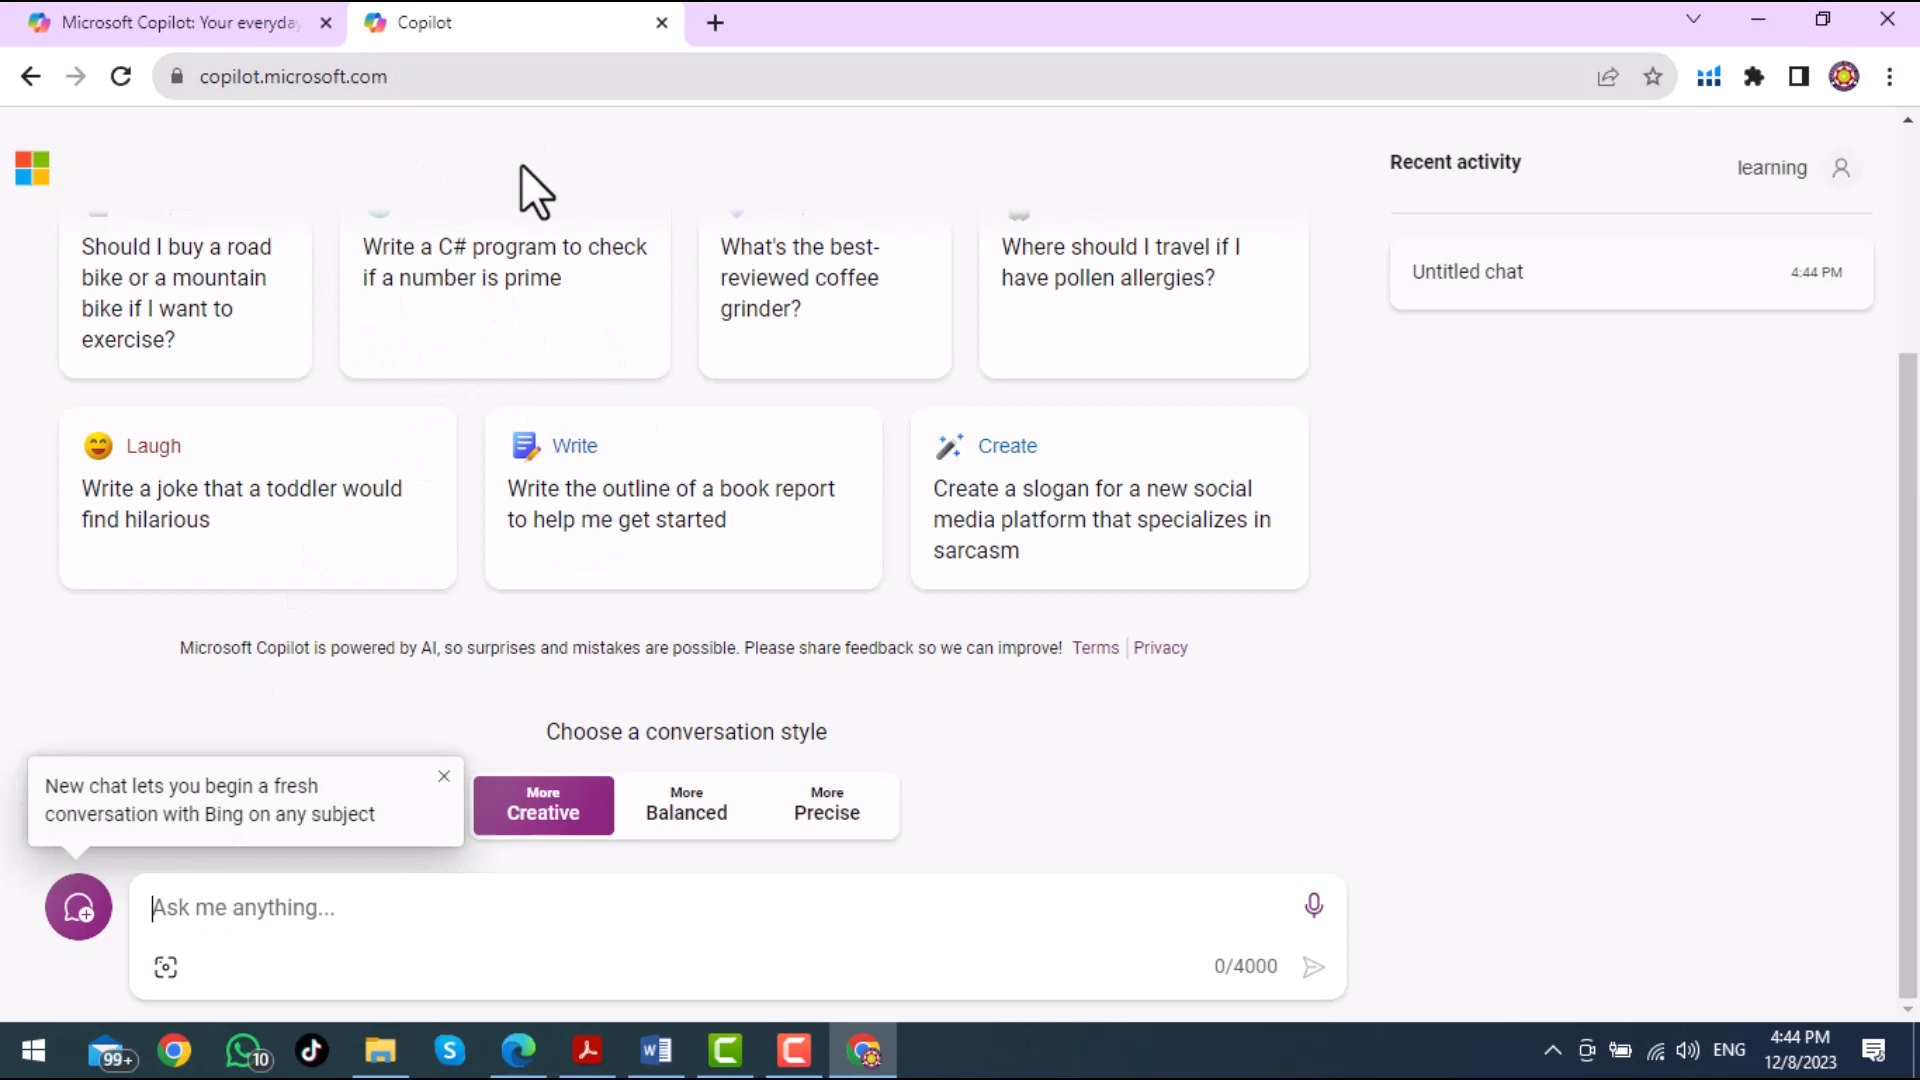 Microsoft Copilot: Your everyday
Copilot
copilot.microsoft.com
Recent activity
learning
Should I buy a road
bike or a mountain
bike if I want to
exercise?
Write a C# program to check
if a number is prime
What's the best-
reviewed coffee
grinder?
Where should I travel if I
have pollen allergies?
Untitled chat
4:44 PM
Laugh
Write a joke that a toddler would
find hilarious
Write
Write the outline of a book report
to help me get started
Create
Create a slogan for a new social
media platform that specializes in
sarcasm
Microsoft Copilot is powered by AI, so surprises and mistakes are possible. Please share feedback so we can improve! Terms Privacy
Choose a conversation style
New chat lets you begin a fresh
conversation with Bing on any subject
More
Creative
More
Balanced
More
Precise
Ask me anything...
0/4000
99+
10
ENG
4:44 PM
12/8/2023